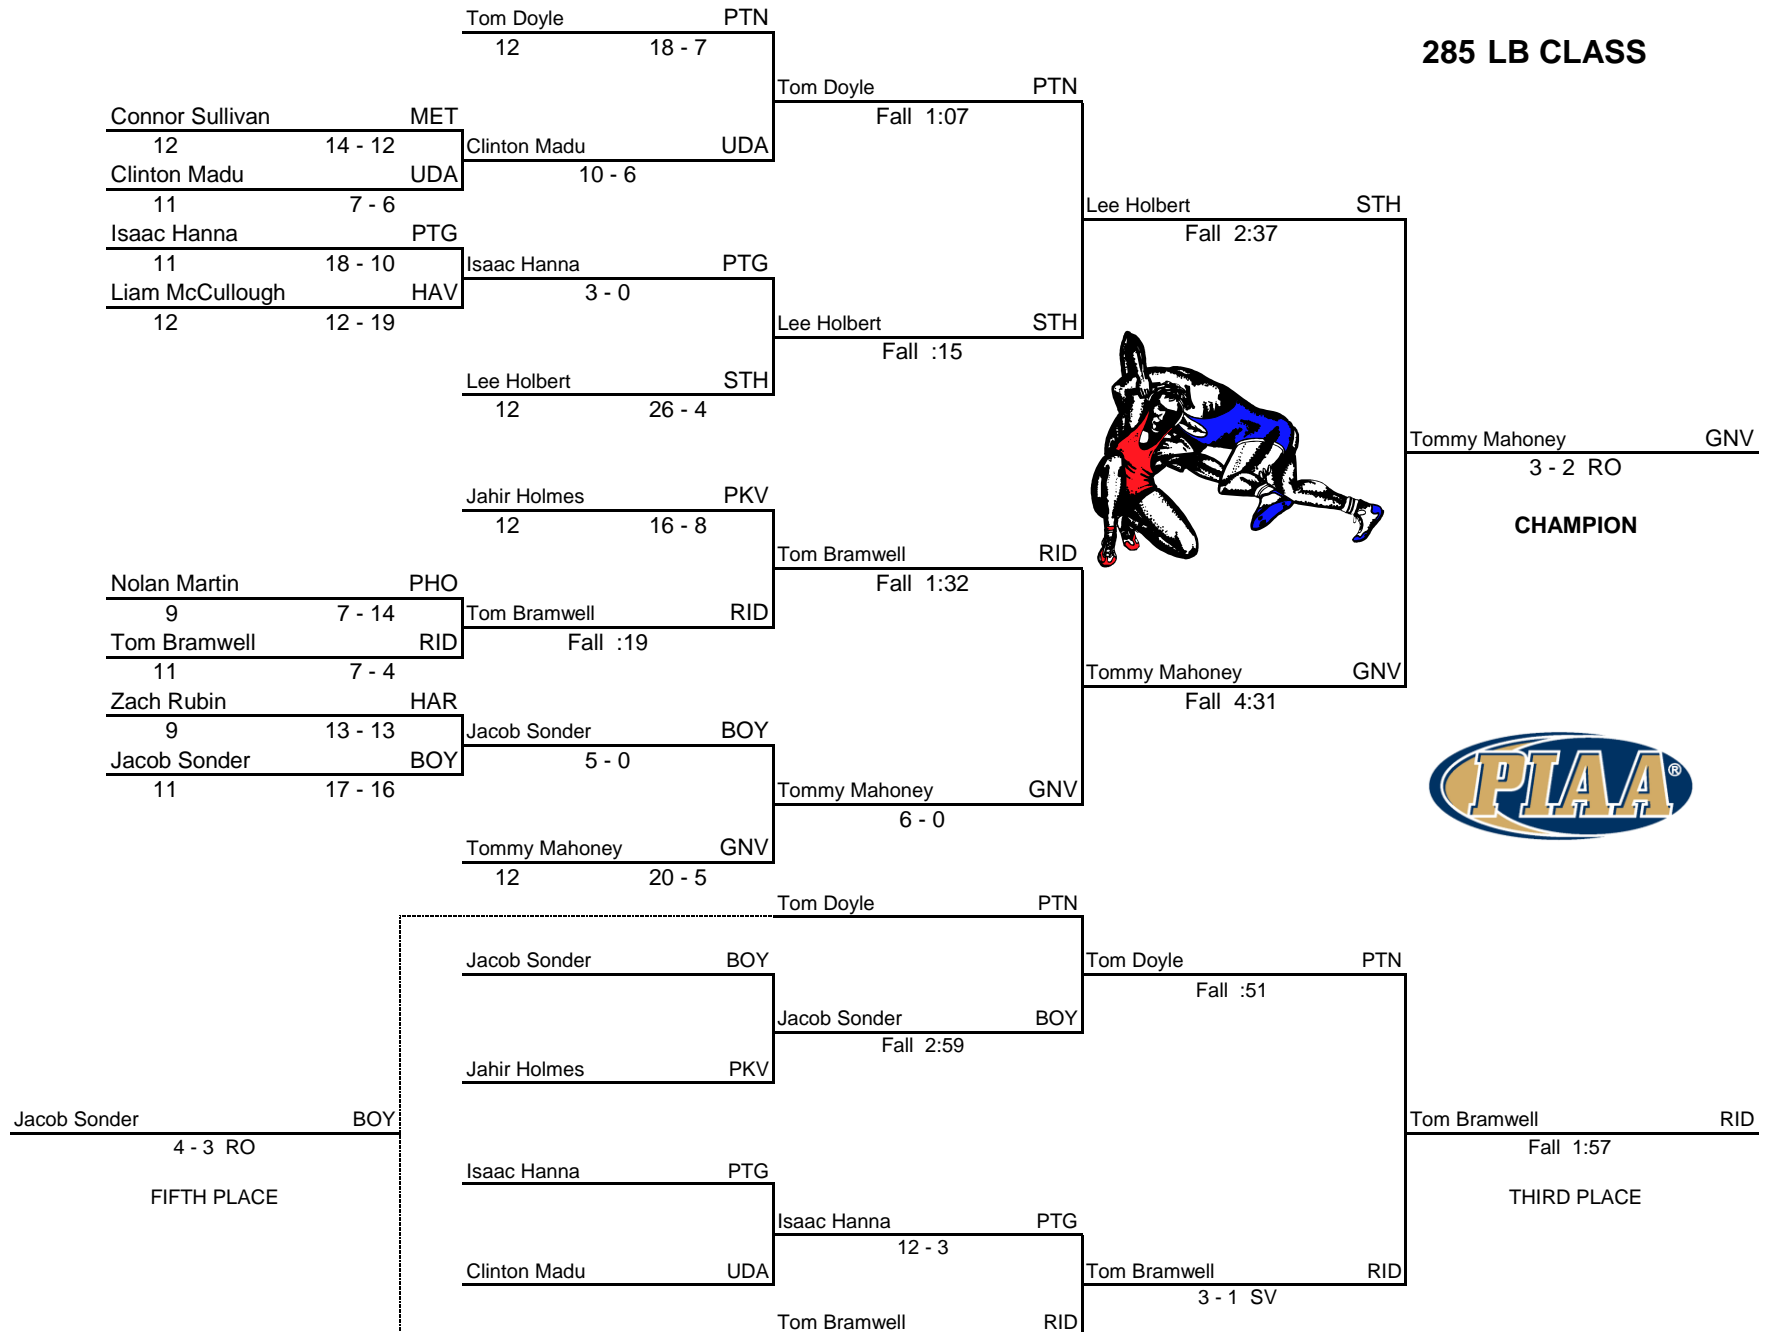 Tom Doyle PTN
12 18 - 7
285 LB CLASS
Tom Doyle PTN
Fall 1:07
Connor Sullivan MET
12 14 - 12
Clinton Madu UDA
10 - 6
Clinton Madu UDA
11 7 - 6
Lee Holbert STH
Fall 2:37
Isaac Hanna PTG
11 18 - 10
Isaac Hanna PTG
3 - 0
Liam McCullough HAV
12 12 - 19
Lee Holbert STH
Fall :15
Lee Holbert STH
12 26 - 4
Tommy Mahoney GNV
3 - 2 RO
CHAMPION
Jahir Holmes PKV
12 16 - 8
Tom Bramwell RID
Fall 1:32
Nolan Martin PHO
9 7 - 14
Tom Bramwell RID
Fall :19
Tom Bramwell RID
11 7 - 4
Tommy Mahoney GNV
Fall 4:31
Zach Rubin HAR
9 13 - 13
Jacob Sonder BOY
5 - 0
Jacob Sonder BOY
11 17 - 16
PIAA®
Tommy Mahoney GNV
6 - 0
Tommy Mahoney GNV
12 20 - 5
Tom Doyle PTN
Jacob Sonder BOY
Tom Doyle PTN
Fall :51
Jacob Sonder BOY
Fall 2:59
Jahir Holmes PKV
Jacob Sonder BOY
4 - 3 RO
FIFTH PLACE
Tom Bramwell RID
Fall 1:57
THIRD PLACE
Isaac Hanna PTG
Isaac Hanna PTG
12 - 3
Clinton Madu UDA
Tom Bramwell RID
3 - 1 SV
Tom Bramwell RID